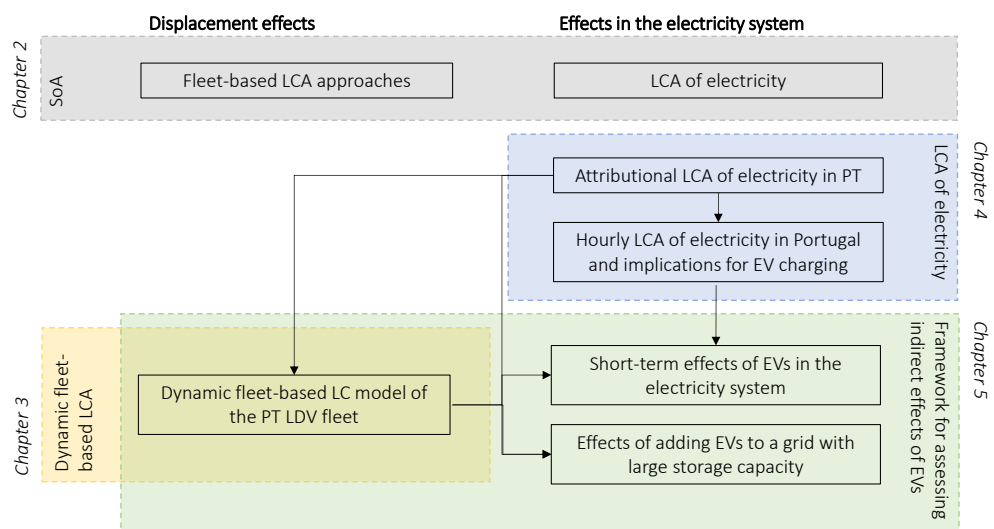 Displacement effects
Effects in the electricity system
Chapter 2
SoA
Fleet-based LCA approaches
LCA of electricity
Chapter 4
LCA of electricity
Attributional LCA of electricity in PT
Hourly LCA of electricity in Portugal
and implications for EV charging
Chapter 3
Dynamic fleet-
based LCA
Dynamic fleet-based LC model of
the PT LDV fleet
Short-term effects of EVs in the
electricity system
Effects of adding EVs to a grid with
large storage capacity
Framework for assessing
indirect effects of EVs
Chapter 5